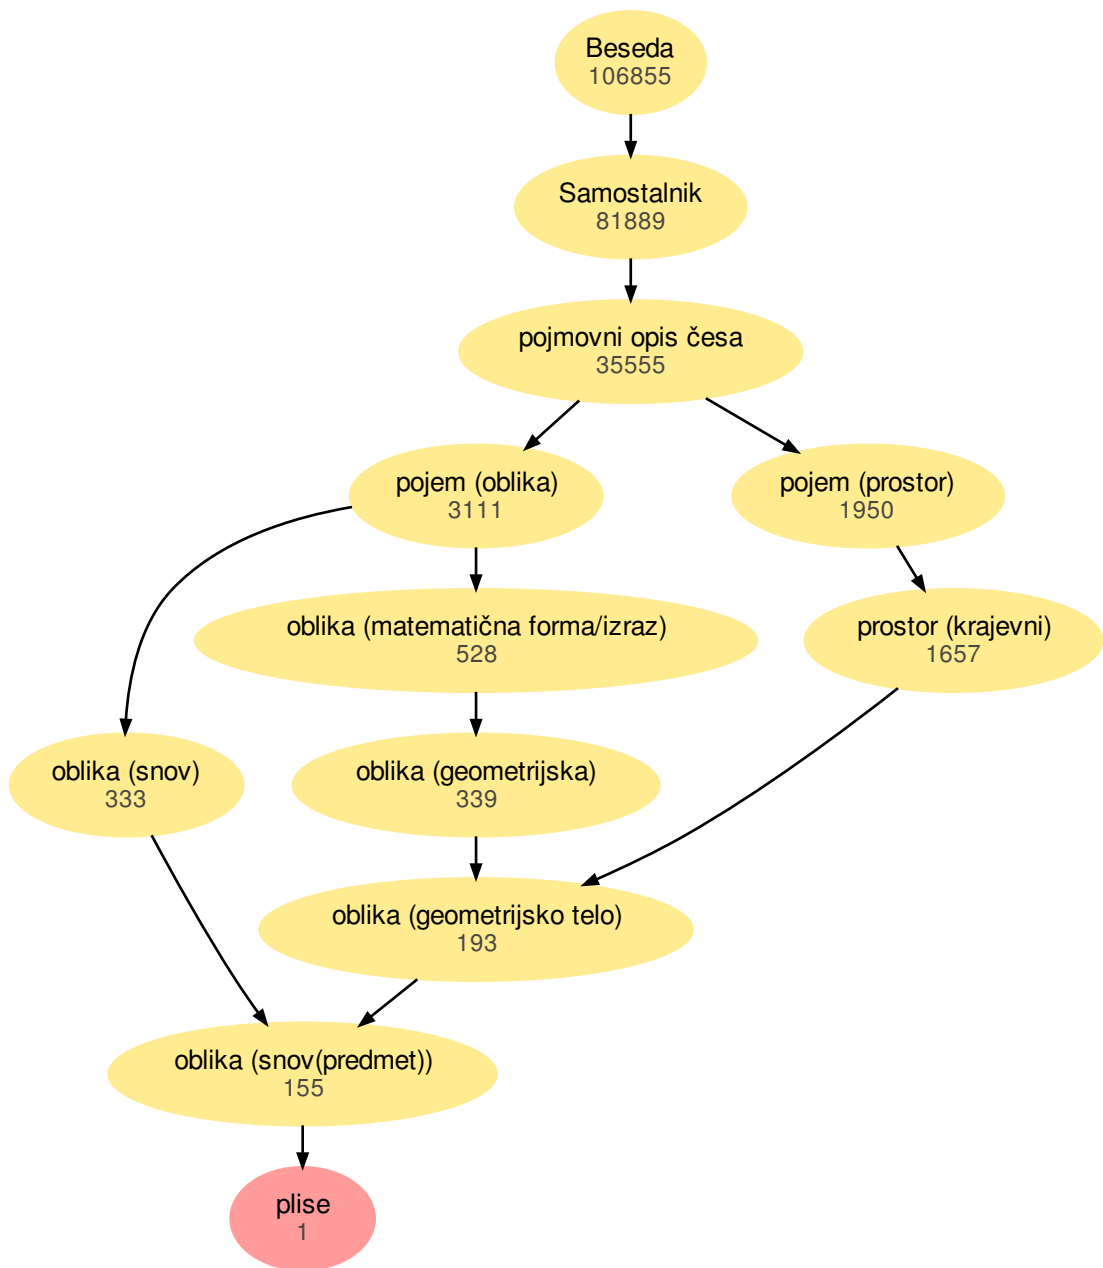 Beseda
106855
Samostalnik
81889
pojmovni opis česa
35555
pojem (oblika)
3111
pojem (prostor)
1950
oblika (matematična forma/izraz)
528
prostor (krajevni)
1657
oblika (snov)
333
oblika (geometrijska)
339
oblika (geometrijsko telo)
193
oblika (snov(predmet))
155
plise
1